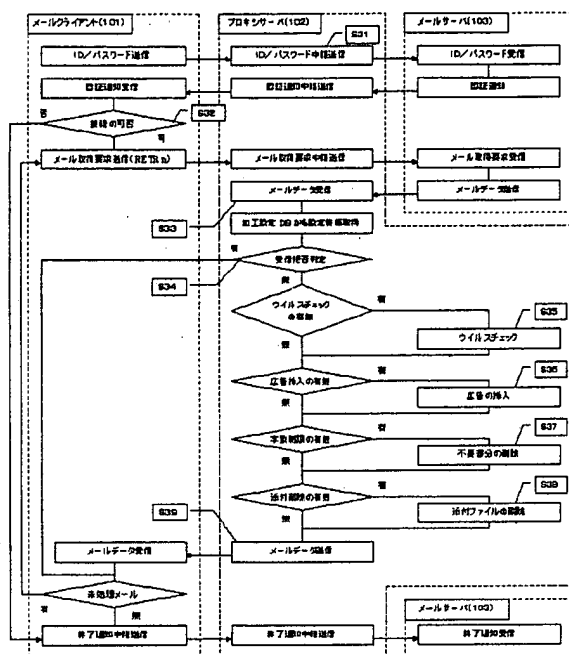 メールクライアント(101)
プロキシサーバ(102)
メールサーバ(103)
S31
ID/パスワード送信
ID/パスワード中継送信
ID/パスワード受信
認証通知受信
認証通知中継送信
認証通知
S32
否
接続の可否
可
メール取得要求送信(RETR n)
メール取得要求中継送信
メール取得要求受信
メールデータ受信
メールデータ送信
S33
加工設定DBから設定情報取得
有
受信拒否判定
S34
無
ウイルスチェック
の有無
有
S35
ウイルスチェック
無
広告挿入の有無
有
S36
広告の挿入
無
字数制限の有無
有
S37
不要部分の削除
無
添付削除の有無
有
S38
添付ファイルの削除
無
S39
メールデータ受信
メールデータ送信
未処理メール
有
無
メールサーバ(103)
終了通知中継送信
終了通知中継送信
終了通知受信